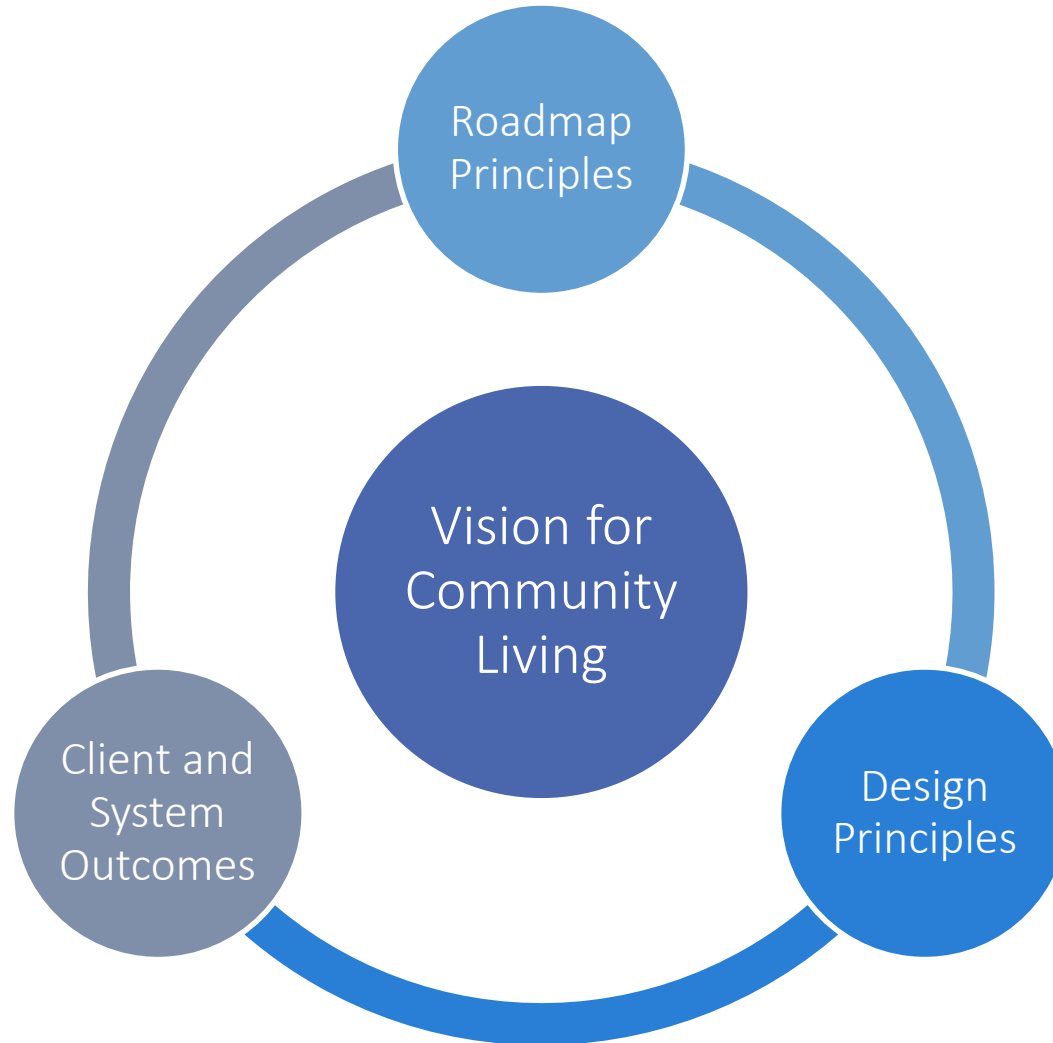 Roadmap
Principles
Vision for
Community
Living
Client and
System
Outcomes
Design
Principles